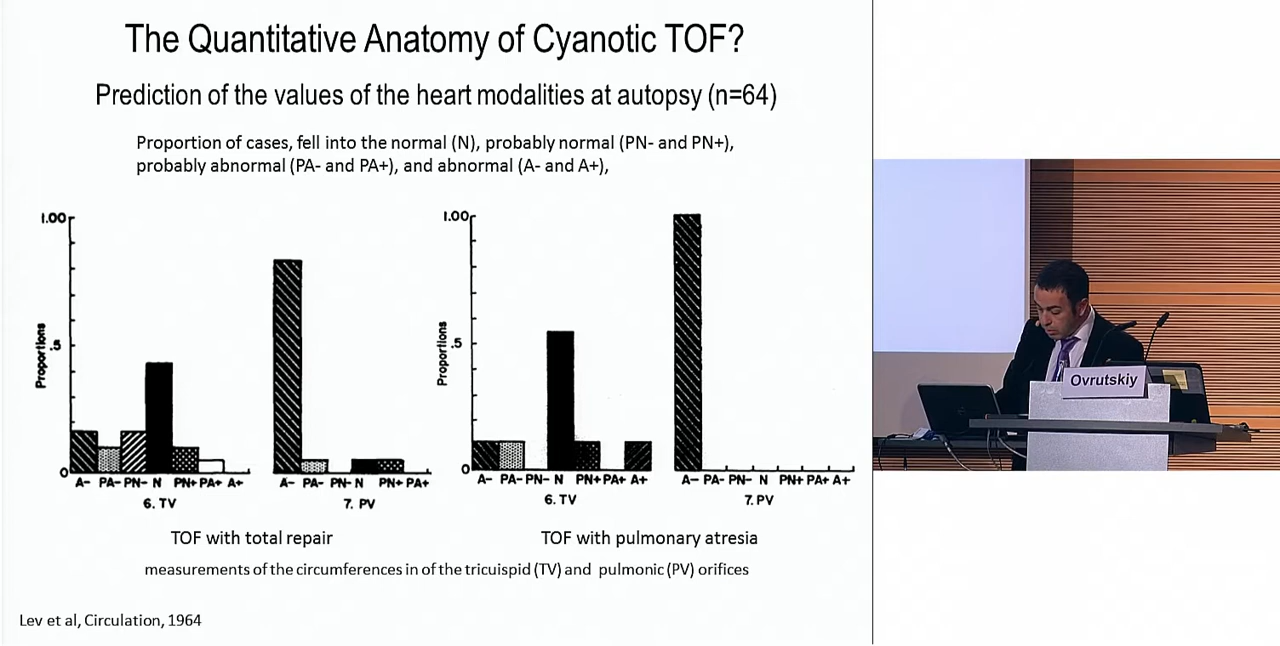 The Quantitative Anatomy of Cyanotic TOF?
Prediction of the values of the heart modalities at autopsy (n=64)
Proportion of cases, fell into the normal (N), probably normal (PN- and PN+),
probably abnormal (PA- and PA+), and abnormal (A- and A+),
1.00
.5
0
Proportions
A- PA- PN- N PN+ PA+ A+
6. TV
A- PA- PN- N PN+ PA+
7. PV
1.00
.5
0
Proportions
A- PA- PN- N PN+ PA+ A+
6. TV
A- PA- PN- N PN+ PA+ A+
7. PV
TOF with total repair
TOF with pulmonary atresia
measurements of the circumferences in of the tricuispid (TV) and pulmonic (PV) orifices
Lev et al, Circulation, 1964
Ovrutskiy